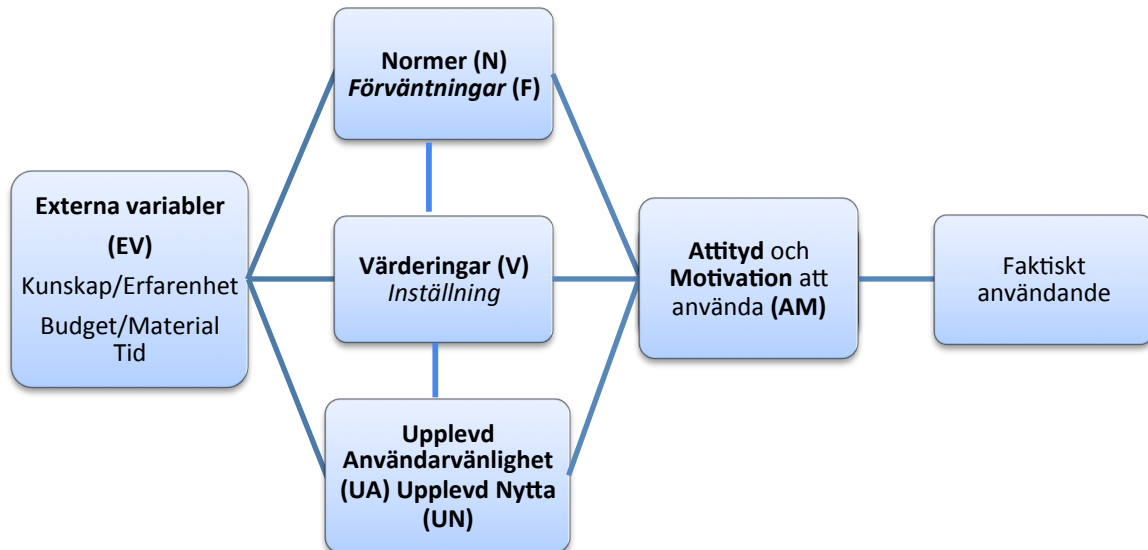 Normer (N)
Förväntningar (F)
Externa variabler
(EV)
Kunskap/Erfarenhet
Budget/Material
Tid
Värderingar (V)
Inställning
Upplevd
Användarvänlighet
(UA) Upplevd Nytta
(UN)
Attityd och
Motivation att
använda (AM)
Faktiskt
användande